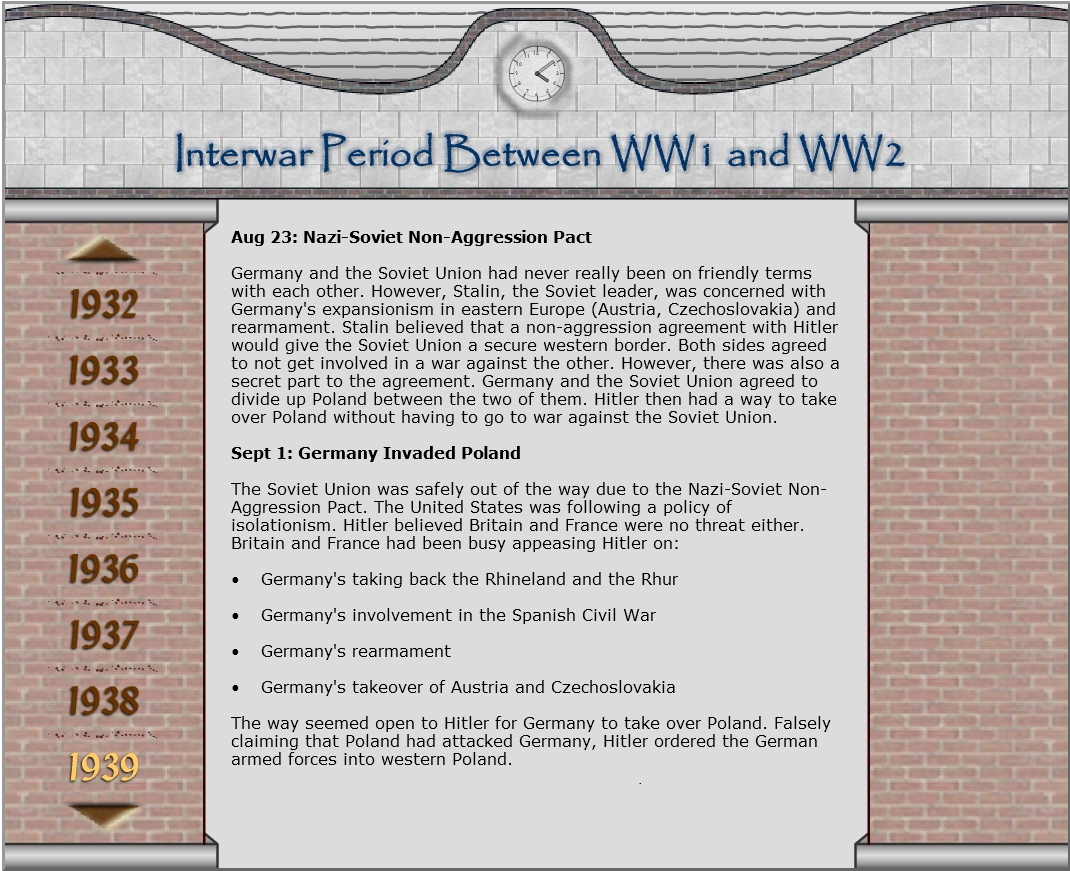 Interwar Period Between WW1 and WW2
1932
1933
1934
1935
1936
1937
1938
1939
Aug 23: Nazi-Soviet Non-Aggression Pact
Germany and the Soviet Union had never really been on friendly terms
with each other. However, Stalin, the Soviet leader, was concerned with
Germany's expansionism in eastern Europe (Austria, Czechoslovakia) and
rearmament. Stalin believed that a non-aggression agreement with Hitler
would give the Soviet Union a secure western border. Both sides agreed
to not get involved in a war against the other. However, there was also a
secret part to the agreement. Germany and the Soviet Union agreed to
divide up Poland between the two of them. Hitler then had a way to take
over Poland without having to go to war against the Soviet Union.
Sept 1: Germany Invaded Poland
The Soviet Union was safely out of the way due to the Nazi-Soviet Non-
Aggression Pact. The United States was following a policy of
isolationism. Hitler believed Britain and France were no threat either.
Britain and France had been busy appeasing Hitler on:
• Germany's taking back the Rhineland and the Rhur
• Germany's involvement in the Spanish Civil War
• Germany's rearmament
• Germany's takeover of Austria and Czechoslovakia
The way seemed open to Hitler for Germany to take over Poland. Falsely
claiming that Poland had attacked Germany, Hitler ordered the German
armed forces into western Poland.